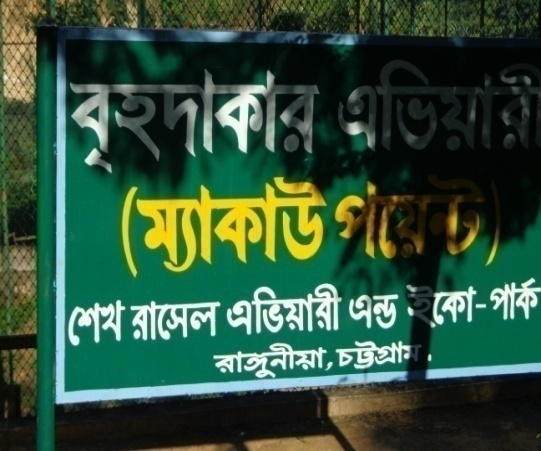 বৃহদাকার এভিয়ারী
(ম্যাকাউ পয়েন্ট)
শেখ রাসেল এভিয়ারী এন্ড ইকো-পার্ক
রাঙ্গুনীয়া, চট্টগ্রাম.